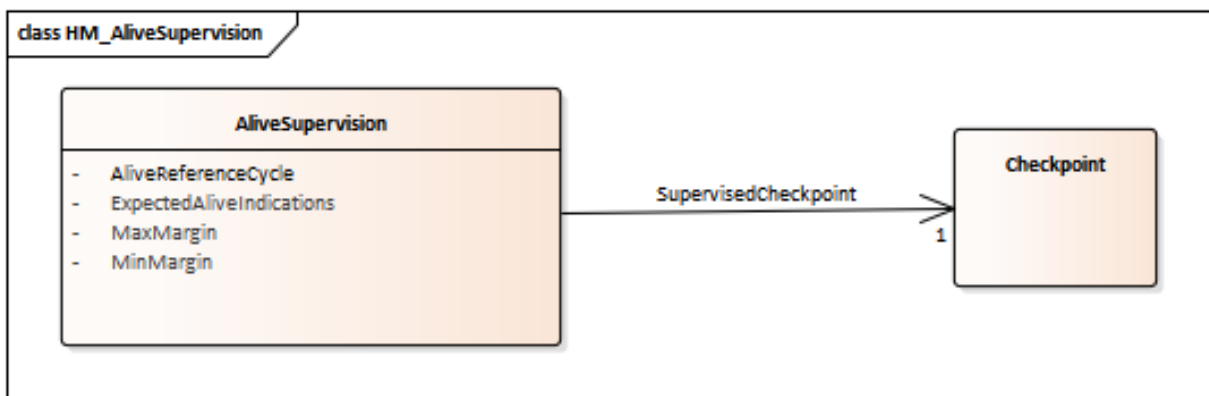 class HM_AliveSupervision
AliveSupervision
- AliveReferenceCycle
- ExpectedAliveIndications
- MaxMargin
- MinMargin
SupervisedCheckpoint
1
Checkpoint